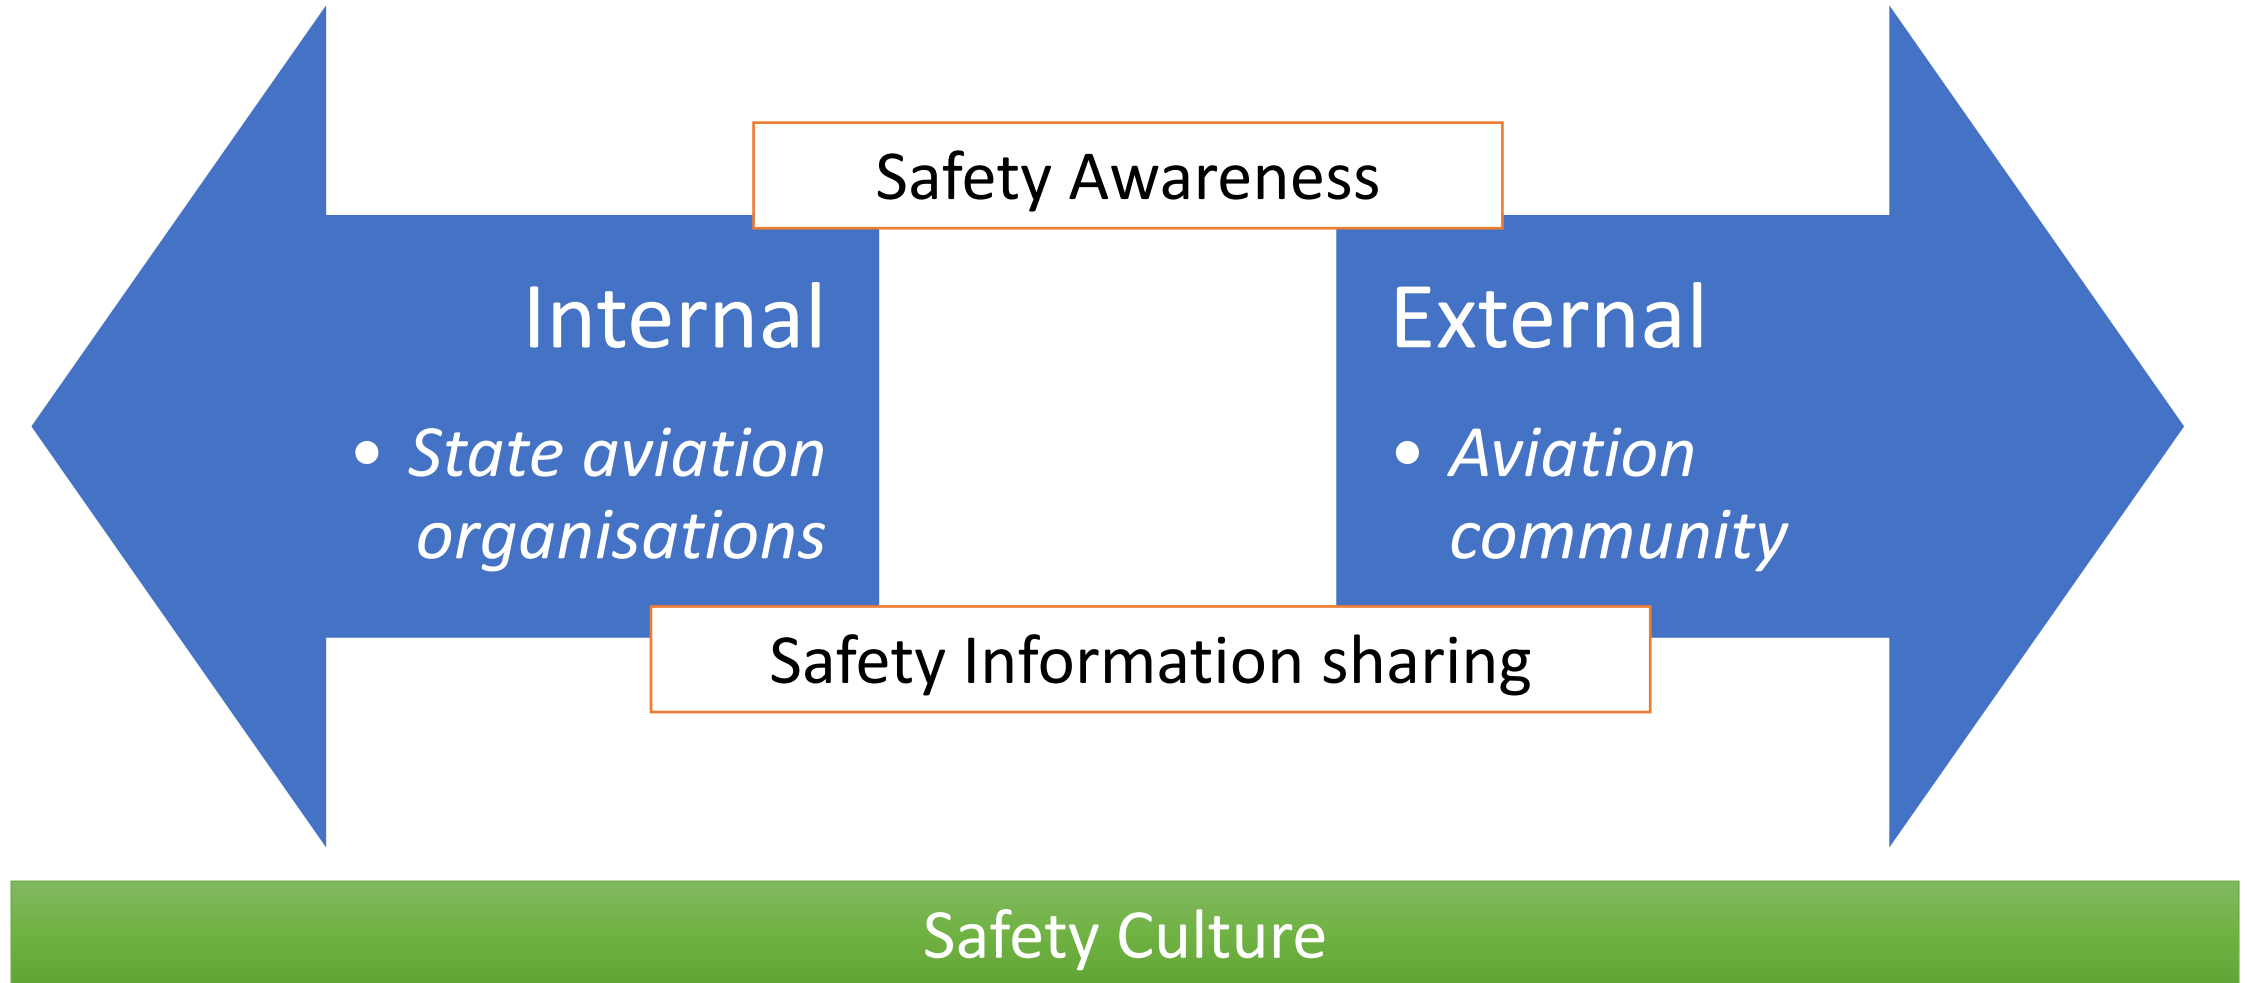 Safety Awareness
Internal
• State aviation
organisations
External
• Aviation
community
Safety Information sharing
Safety Culture